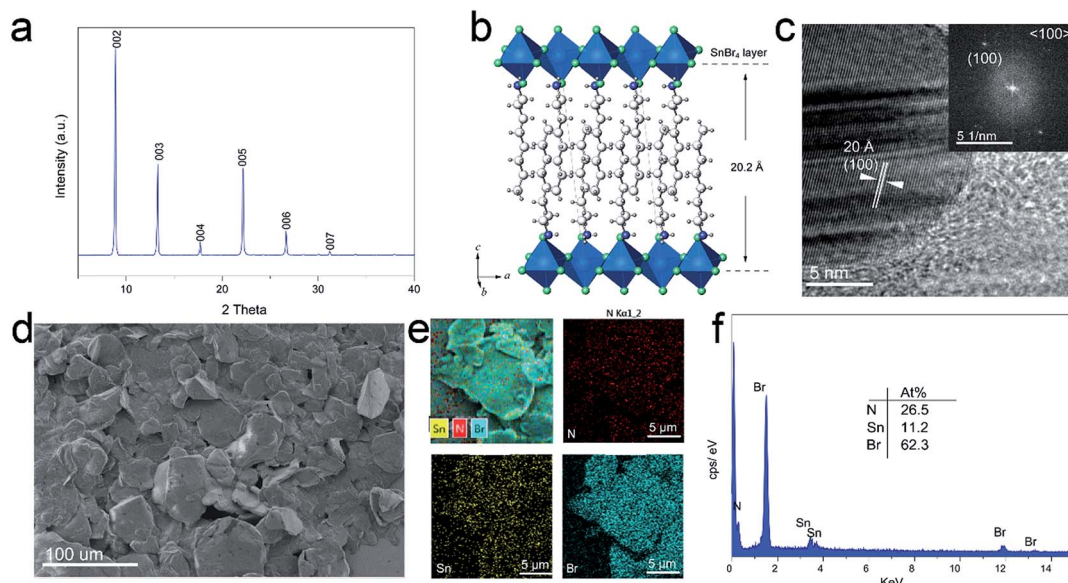 a
002
003
004
005
006
007
Intensity (a.u.)
10
20
30
40
2 Theta
b
SnBr4 layer
20.2 Å
c
a
b
c
<100>
(100)
5 1/nm
20 Å
(100)
5 nm
d
100 um
e
N Kα1_2
Sn
N
Br
N
5 µm
Sn
5 µm
Br
5 µm
f
cps/ eV
N
Br
Sn
Sn
Br
Br
At%
N 26.5
Sn 11.2
Br 62.3
0 2 4 6 8 10 12 14
KeV